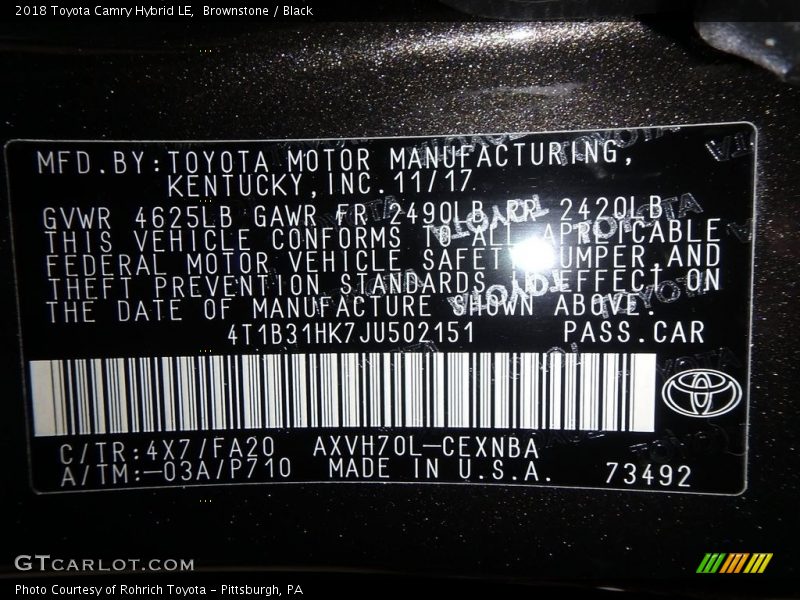 2018 Toyota Camry Hybrid LE, Brownstone / Black
MFD.BY:TOYOTA MOTOR MANUFACTURING,
KENTUCKY,INC.11/17
GVWR 4625LB GAWR FR 2490LB RR 2420LB
THIS VEHICLE CONFORMS TO ALL APPLICABLE
FEDERAL MOTOR VEHICLE SAFETY, BUMPER AND
THEFT PREVENTION STANDARDS IN EFFECT ON
THE DATE OF MANUFACTURE SHOWN ABOVE.
4T1B31HK7JU502151 PASS.CAR
C/TR:4X7/FA20 AXVH70L-CEXNBA
A/TM:-03A/P710 MADE IN U.S.A. 73492
GTCARLOT.COM
Photo Courtesy of Rohrich Toyota - Pittsburgh, PA